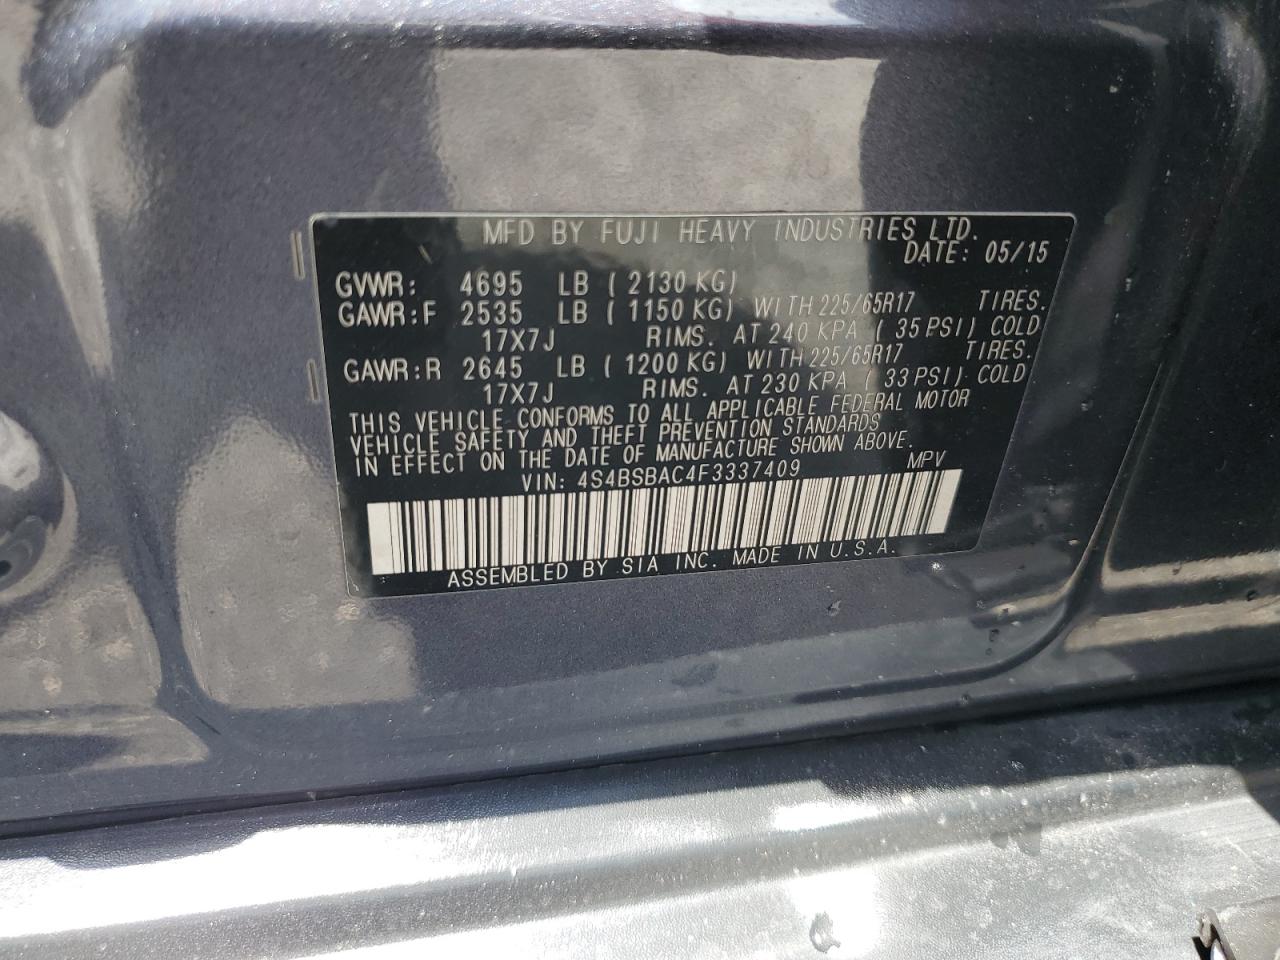 MFD BY FUJI HEAVY INDUSTRIES LTD.
DATE: 05/15
GVWR: 4695 LB ( 2130 KG)
GAWR:F 2535 LB ( 1150 KG) WITH 225/65R17 TIRES.
17X7J RIMS. AT 240 KPA ( 35 PSI) COLD
GAWR:R 2645 LB ( 1200 KG) WITH 225/65R17 TIRES.
17X7J RIMS. AT 230 KPA ( 33 PSI) COLD
THIS VEHICLE CONFORMS TO ALL APPLICABLE FEDERAL MOTOR
VEHICLE SAFETY AND THEFT PREVENTION STANDARDS
IN EFFECT ON THE DATE OF MANUFACTURE SHOWN ABOVE.
VIN: 4S4BSBAC4F3337409 MPV
ASSEMBLED BY SIA INC. MADE IN U.S.A.